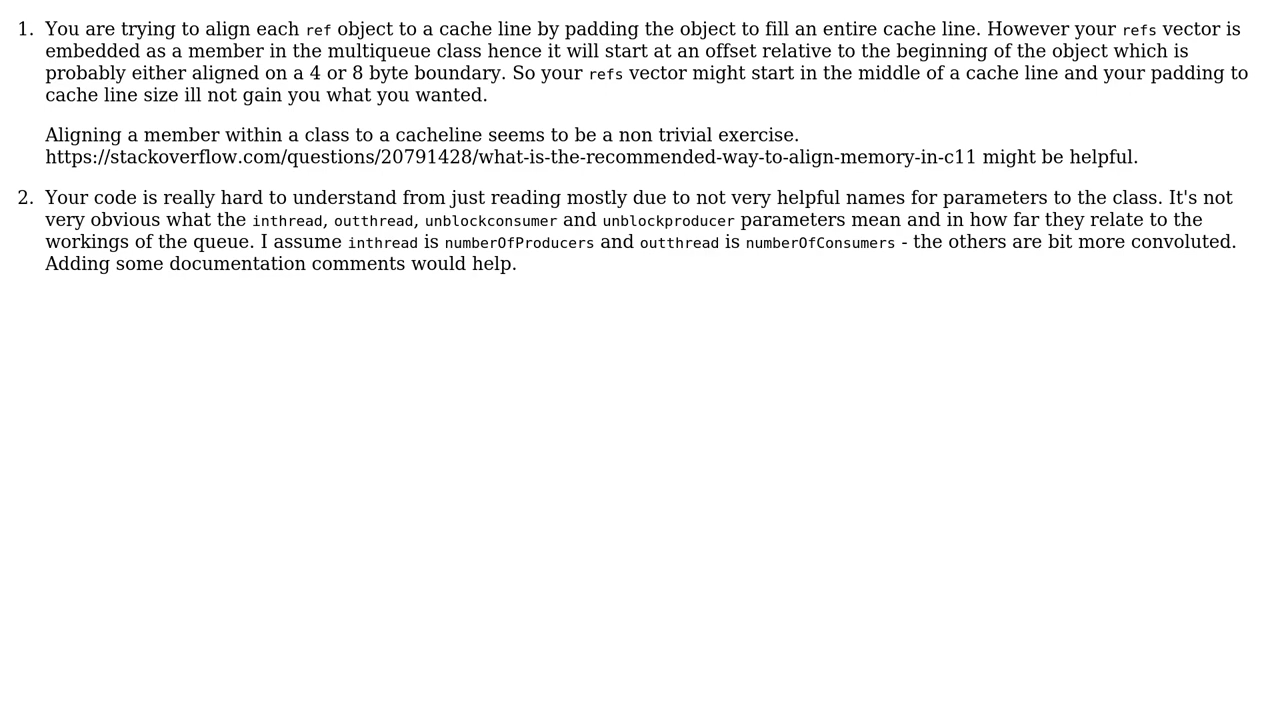 1. You are trying to align each ref object to a cache line by padding the object to fill an entire cache line. However your refs vector is
embedded as a member in the multiqueue class hence it will start at an offset relative to the beginning of the object which is
probably either aligned on a 4 or 8 byte boundary. So your refs vector might start in the middle of a cache line and your padding to
cache line size ill not gain you what you wanted.
Aligning a member within a class to a cacheline seems to be a non trivial exercise.
https://stackoverflow.com/questions/20791428/what-is-the-recommended-way-to-align-memory-in-c11 might be helpful.
2. Your code is really hard to understand from just reading mostly due to not very helpful names for parameters to the class. It's not
very obvious what the inthread, outthread, unblockconsumer and unblockproducer parameters mean and in how far they relate to the
workings of the queue. I assume inthread is numberOfProducers and outthread is numberOfConsumers - the others are bit more convoluted.
Adding some documentation comments would help.